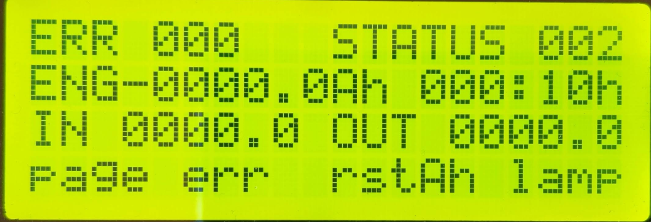 ERR 000 STATUS 002
ENG-0000.0Ah 000:10h
IN 0000.0 OUT 0000.0
page err rstAh lamp